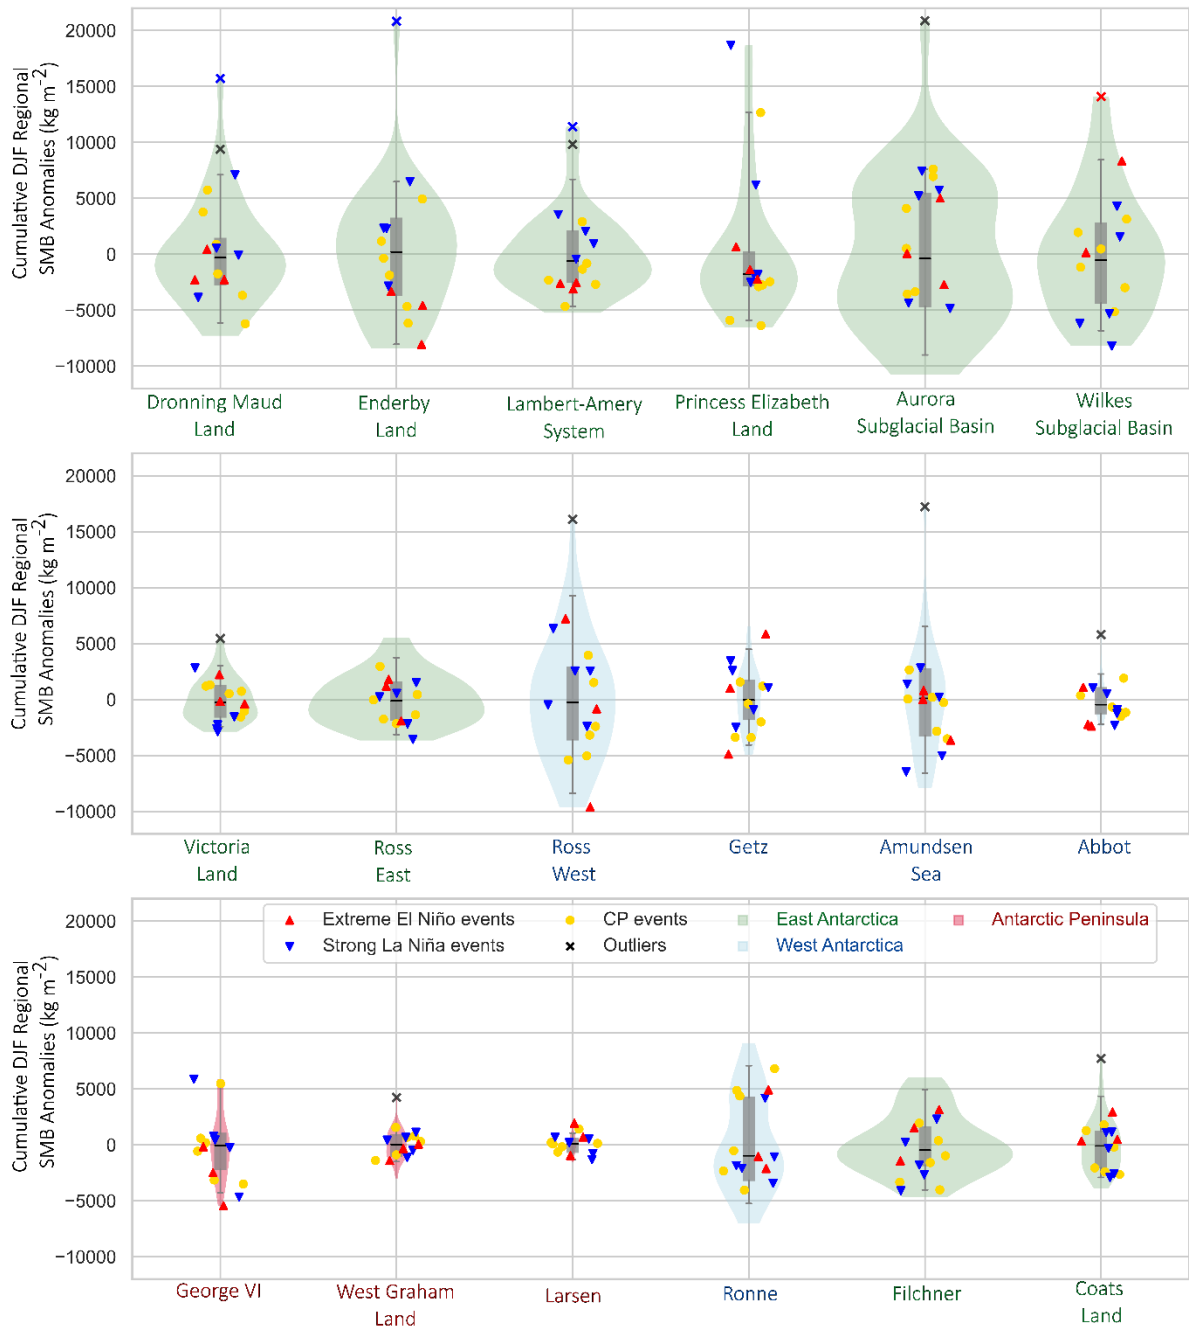 Cumulative DJF Regional
SMB Anomalies (kg m⁻²)
20000
15000
10000
5000
0
−5000
−10000
Dronning Maud
Land
Enderby
Land
Lambert-Amery
System
Princess Elizabeth
Land
Aurora
Subglacial Basin
Wilkes
Subglacial Basin
Cumulative DJF Regional
SMB Anomalies (kg m⁻²)
20000
15000
10000
5000
0
−5000
−10000
Victoria
Land
Ross
East
Ross
West
Getz
Amundsen
Sea
Abbot
Cumulative DJF Regional
SMB Anomalies (kg m⁻²)
20000
15000
10000
5000
0
−5000
−10000
Extreme El Niño events
Strong La Niña events
CP events
Outliers
East Antarctica
West Antarctica
Antarctic Peninsula
George VI
West Graham
Land
Larsen
Ronne
Filchner
Coats
Land